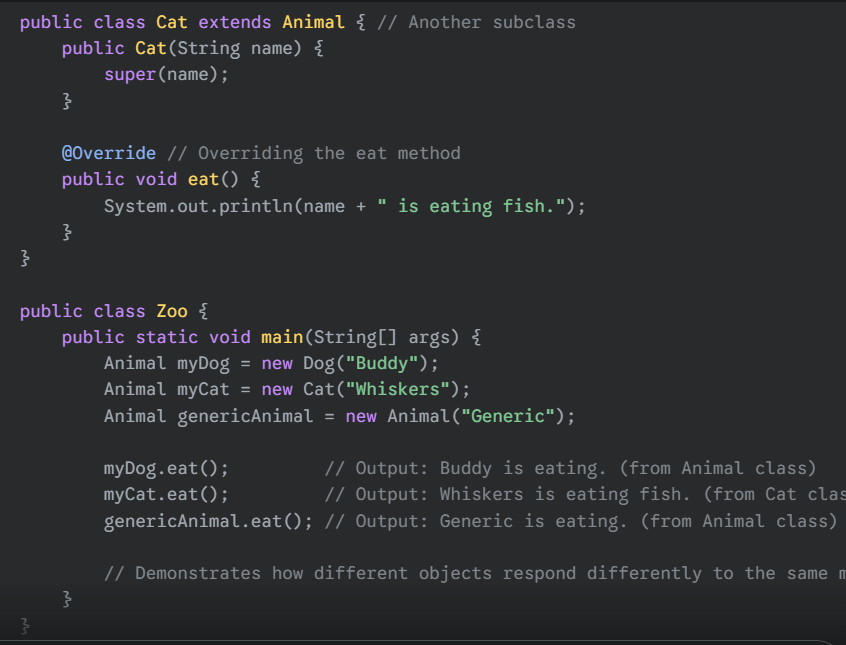 public class Cat extends Animal { // Another subclass
    public Cat(String name) {
        super(name);
    }

    @Override // Overriding the eat method
    public void eat() {
        System.out.println(name + " is eating fish.");
    }
}

public class Zoo {
    public static void main(String[] args) {
        Animal myDog = new Dog("Buddy");
        Animal myCat = new Cat("Whiskers");
        Animal genericAnimal = new Animal("Generic");

        myDog.eat();         // Output: Buddy is eating. (from Animal class)
        myCat.eat();         // Output: Whiskers is eating fish. (from Cat clas
        genericAnimal.eat(); // Output: Generic is eating. (from Animal class)

        // Demonstrates how different objects respond differently to the same m
    }
}